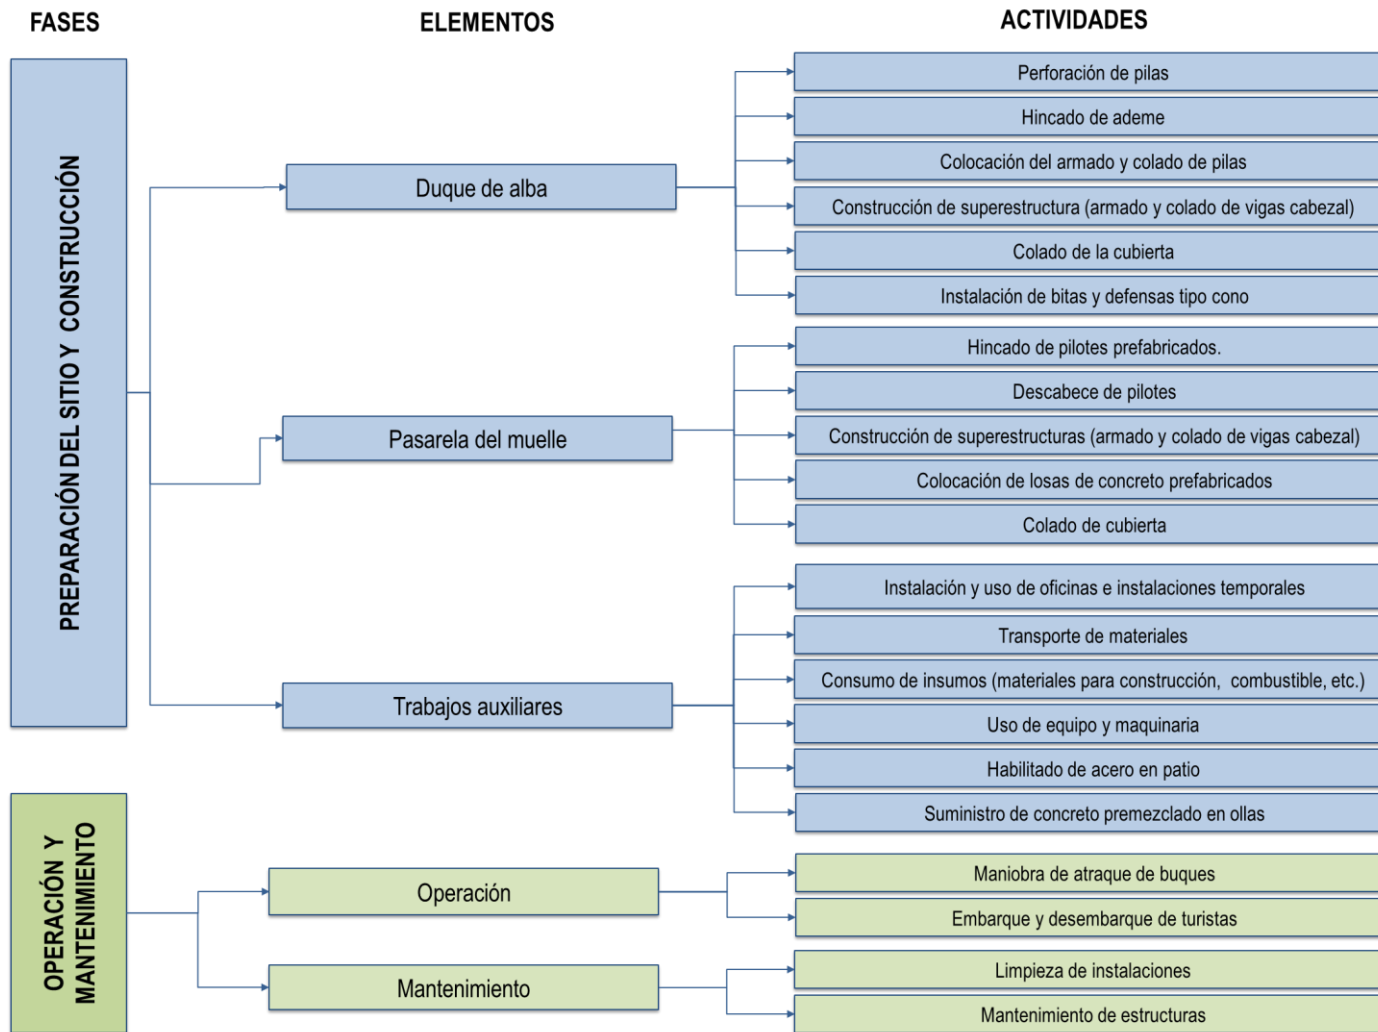 FASES
ELEMENTOS
ACTIVIDADES
PREPARACIÓN DEL SITIO Y CONSTRUCCIÓN
Duque de alba
Perforación de pilas
Hincado de ademe
Colocación del armado y colado de pilas
Construcción de superestructura (armado y colado de vigas cabezal)
Colado de la cubierta
Instalación de bitas y defensas tipo cono
Pasarela del muelle
Hincado de pilotes prefabricados.
Descabece de pilotes
Construcción de superestructuras (armado y colado de vigas cabezal)
Colocación de losas de concreto prefabricados
Colado de cubierta
Trabajos auxiliares
Instalación y uso de oficinas e instalaciones temporales
Transporte de materiales
Consumo de insumos (materiales para construcción, combustible, etc.)
Uso de equipo y maquinaria
Habilitado de acero en patio
Suministro de concreto premezclado en ollas
OPERACIÓN Y
MANTENIMIENTO
Operación
Maniobra de atraque de buques
Embarque y desembarque de turistas
Mantenimiento
Limpieza de instalaciones
Mantenimiento de estructuras